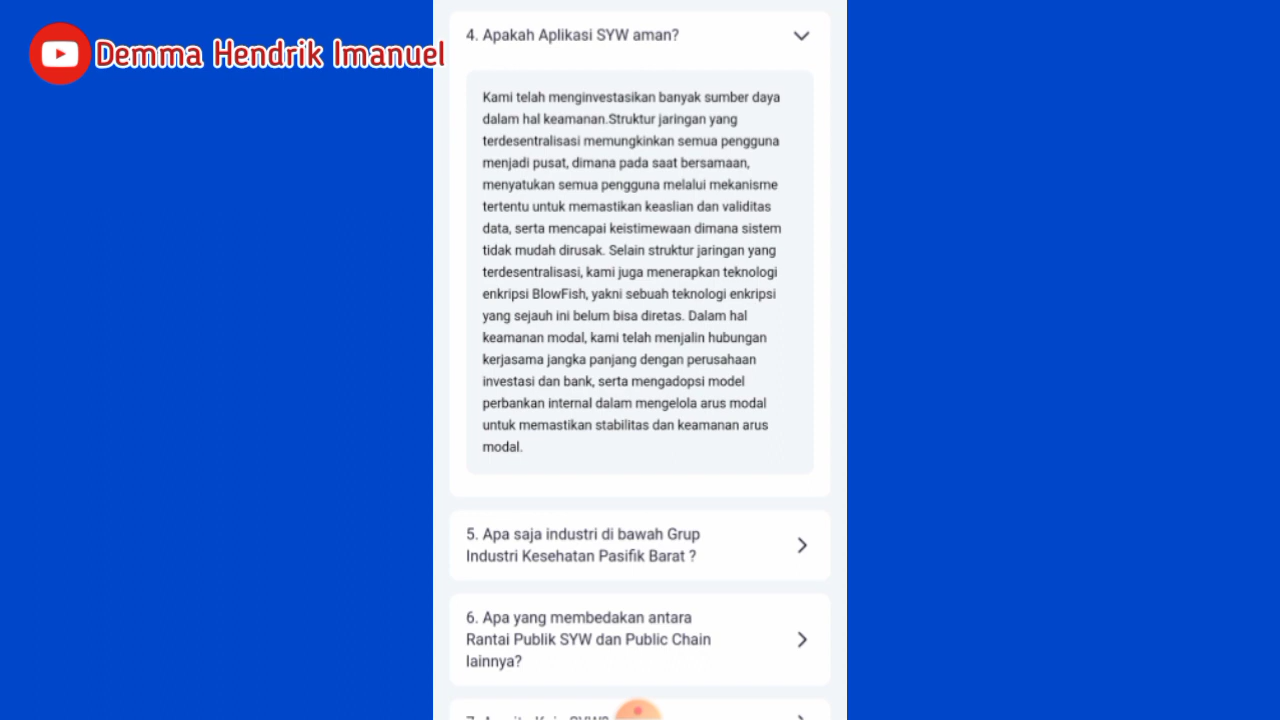 Demma Hendrik Imanuel
4. Apakah Aplikasi SYW aman?
Kami telah menginvestasikan banyak sumber daya
dalam hal keamanan.Struktur jaringan yang
terdesentralisasi memungkinkan semua pengguna
menjadi pusat, dimana pada saat bersamaan,
menyatukan semua pengguna melalui mekanisme
tertentu untuk memastikan keaslian dan validitas
data, serta mencapai keistimewaan dimana sistem
tidak mudah dirusak. Selain struktur jaringan yang
terdesentralisasi, kami juga menerapkan teknologi
enkripsi BlowFish, yakni sebuah teknologi enkripsi
yang sejauh ini belum bisa diretas. Dalam hal
keamanan modal, kami telah menjalin hubungan
kerjasama jangka panjang dengan perusahaan
investasi dan bank, serta mengadopsi model
perbankan internal dalam mengelola arus modal
untuk memastikan stabilitas dan keamanan arus
modal.
5. Apa saja industri di bawah Grup
Industri Kesehatan Pasifik Barat ?
6. Apa yang membedakan antara
Rantai Publik SYW dan Public Chain
lainnya?